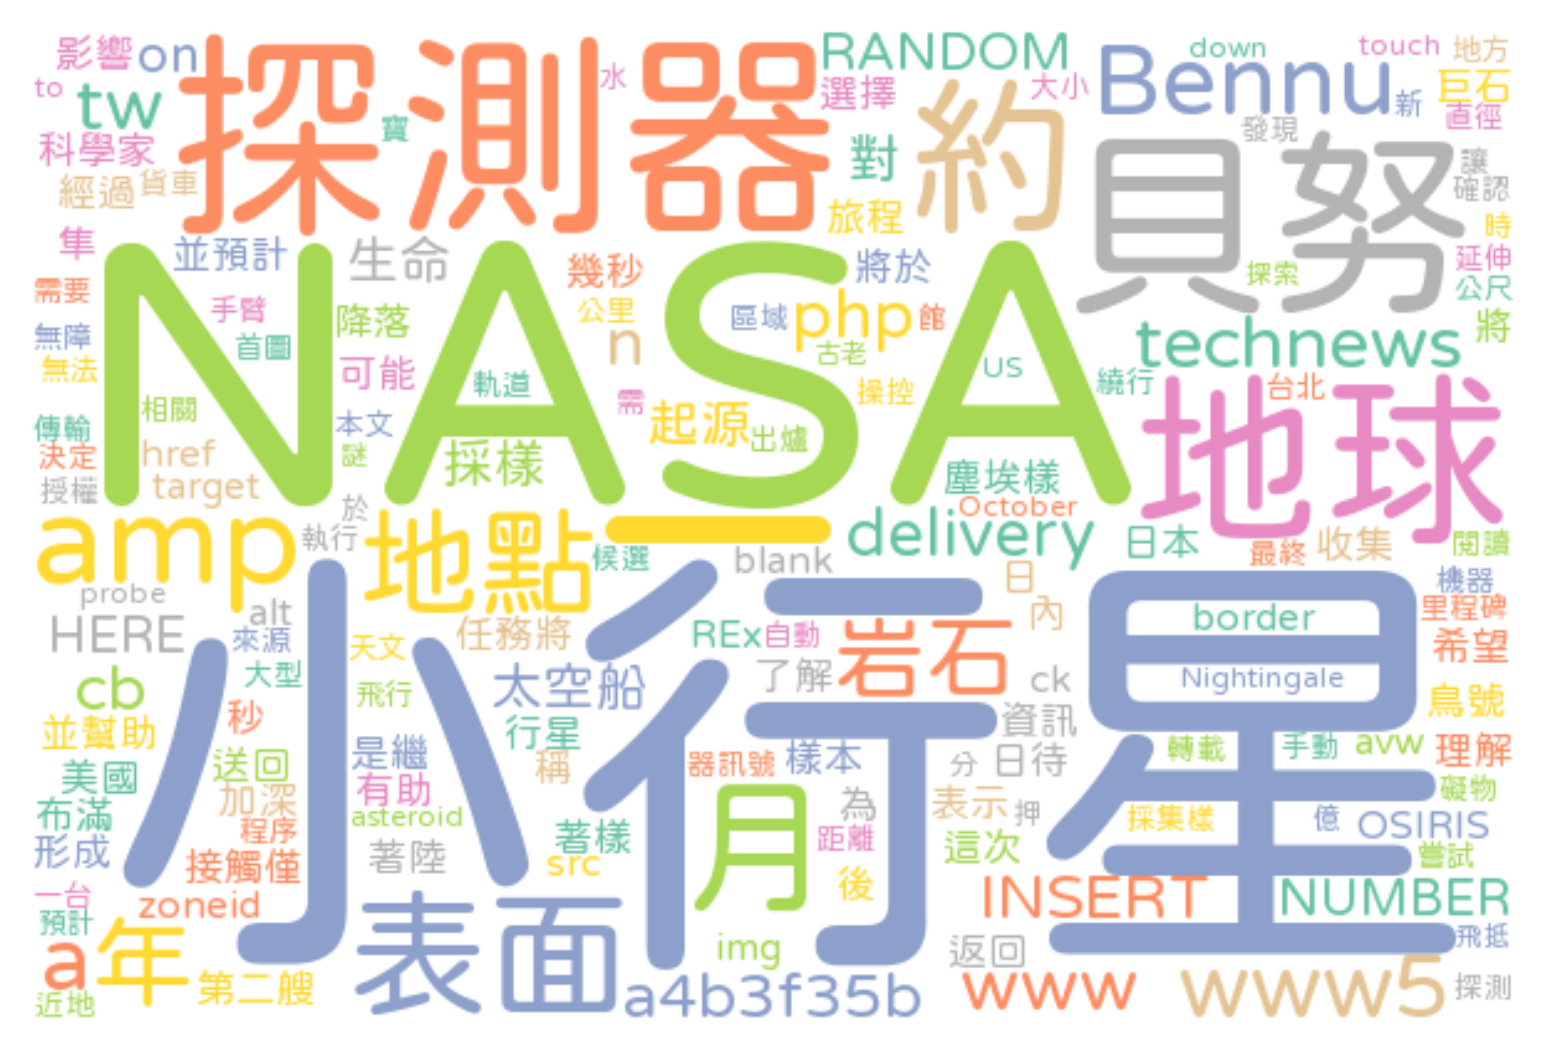 影響 on 探測器 水 RANDOM Bennu down touch 地方
to tw 寶 選擇 約 大小 新 巨石
科學家 對 發現 直徑
經過 貨車 旅程 貝努 讓 確認
隼 並預計 生命 幾秒 將於 時
需要 手臂 NASA 公里 探索 延伸
無障 首圖 降落 n 區域 php 館 technews 公尺 將
無法 可能 軌道 古老 US 繞行 台北
相關 本文 需 起源 操控 地球
傳輸 href 謎 採樣 出爐
決定 target 塵埃樣
授權 於 October
amp 執行 地點 _ delivery 日本 最終 收集 閱讀
probe 候選 blank 日 機器
HERE alt 任務將 小行星 內 border 里程碑
來源 天文 REx 自動 岩石 希望
cb 大型 飛行 太空船 了解 ck Nightingale 鳥號
並幫助 秒 行星 資訊
美國 送回 是繼 稱 器訊號 樣本 分 日待 轉載 手動 avw 理解
布滿 加深 有助 月 為 表示 押 礙物
形成 程序 asteroid 著樣 距離 這次 採集樣 億 OSIRIS
接觸僅 著陸 src 後 嘗試
一台 zoneid INSERT NUMBER
預計 表面 飛抵
a 年 img 返回
近地 第二艘 a4b3f35b www www5 探測